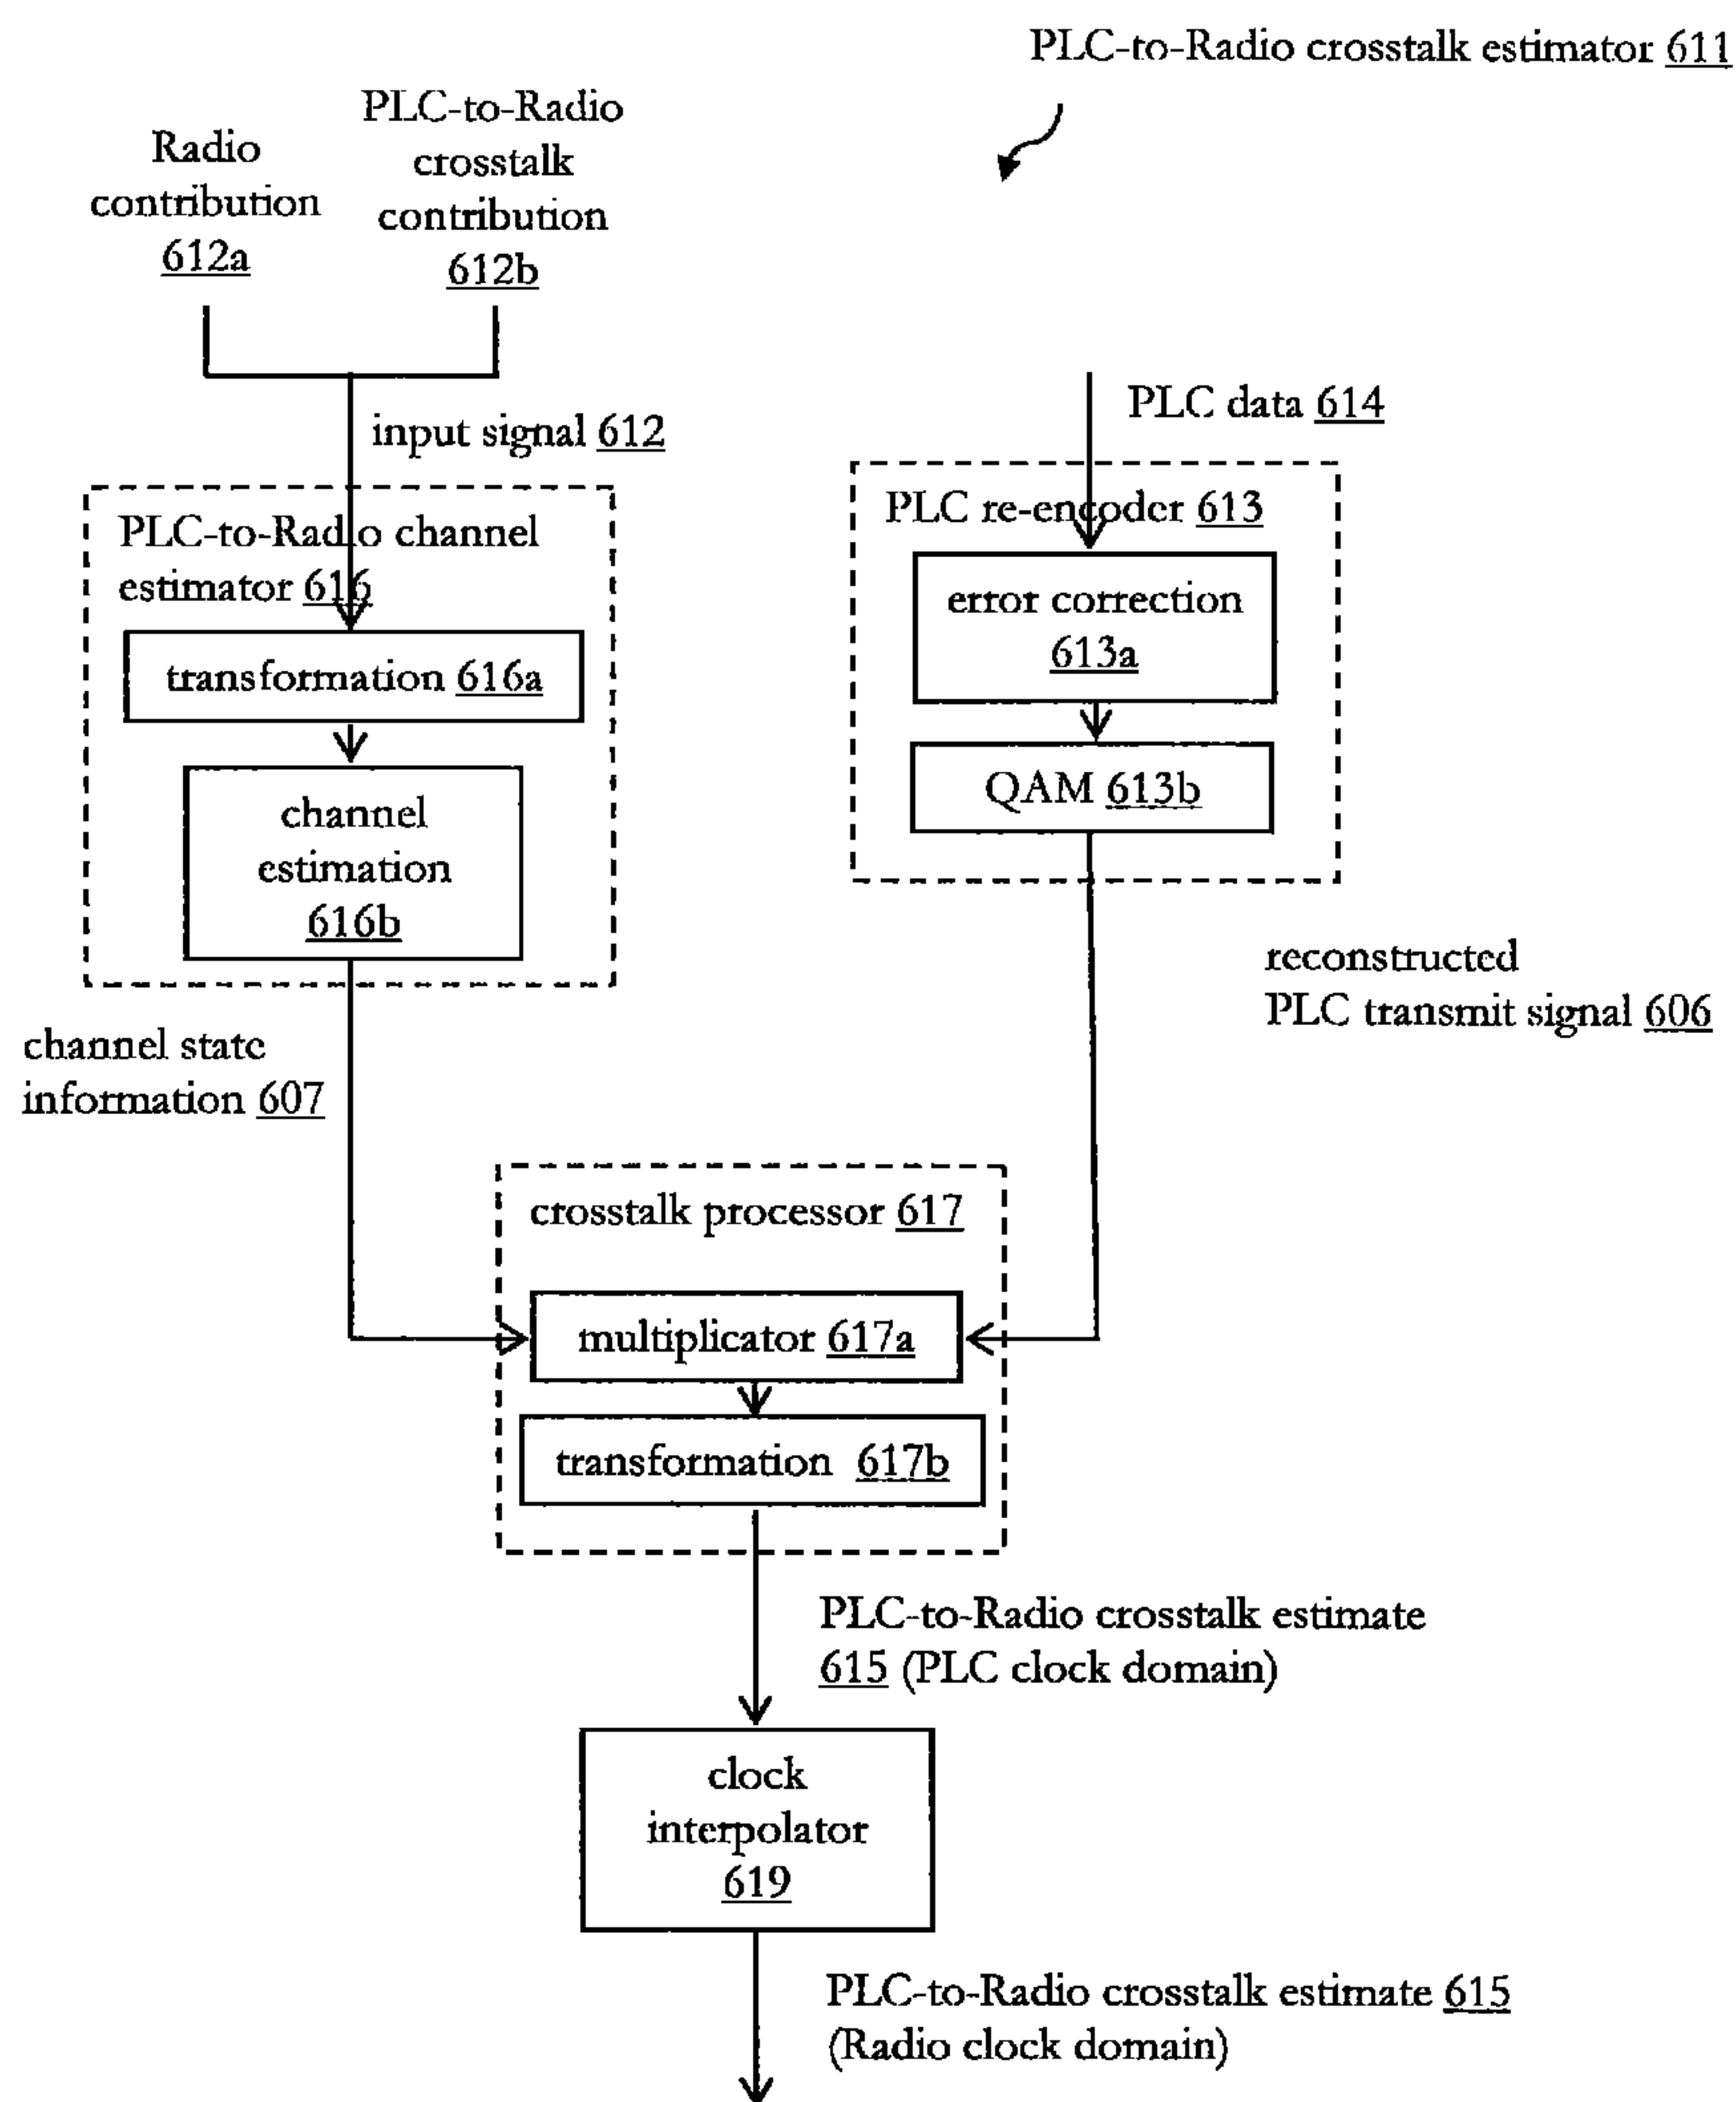 PLC-to-Radio crosstalk estimator 611
Radio
contribution
612a
PLC-to-Radio
crosstalk
contribution
612b
input signal 612
PLC data 614
PLC-to-Radio channel
estimator 616
transformation 616a
channel
estimation
616b
PLC re-encoder 613
error correction
613a
QAM 613b
reconstructed
PLC transmit signal 606
channel state
information 607
crosstalk processor 617
multiplicator 617a
transformation 617b
PLC-to-Radio crosstalk estimate
615 (PLC clock domain)
clock
interpolator
619
PLC-to-Radio crosstalk estimate 615
(Radio clock domain)